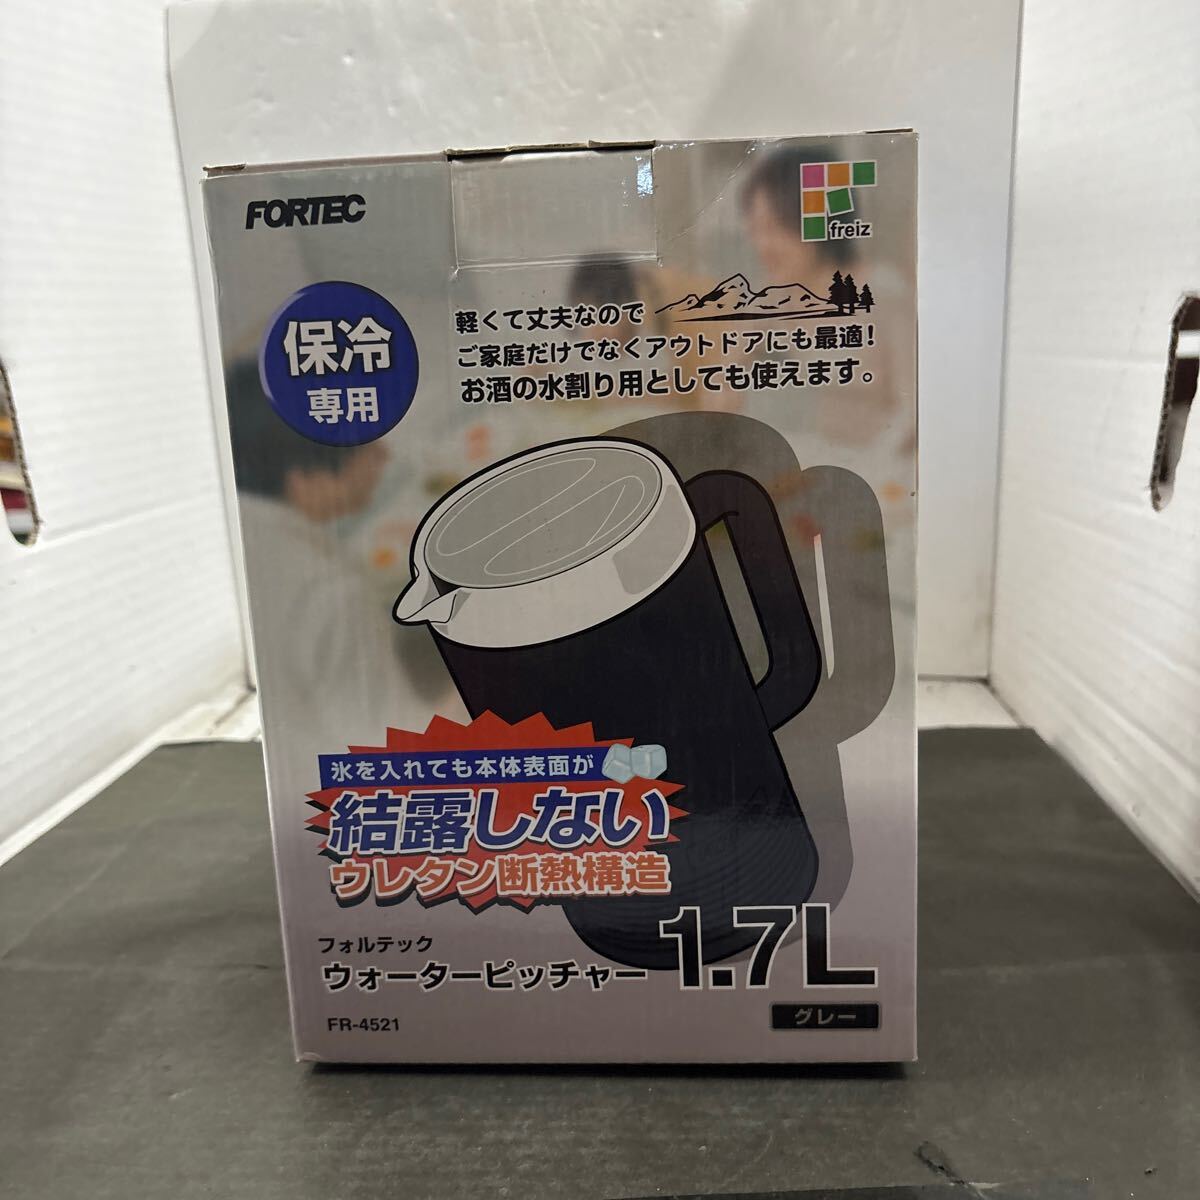 FORTEC
freiz
保冷
専用
軽くて丈夫なので
ご家庭だけでなくアウトドアにも最適！
お酒の水割り用としても使えます。
氷を入れても本体表面が
結露しない
ウレタン断熱構造
フォルテック
ウォーターピッチャー 1.7L
FR-4521
グレー